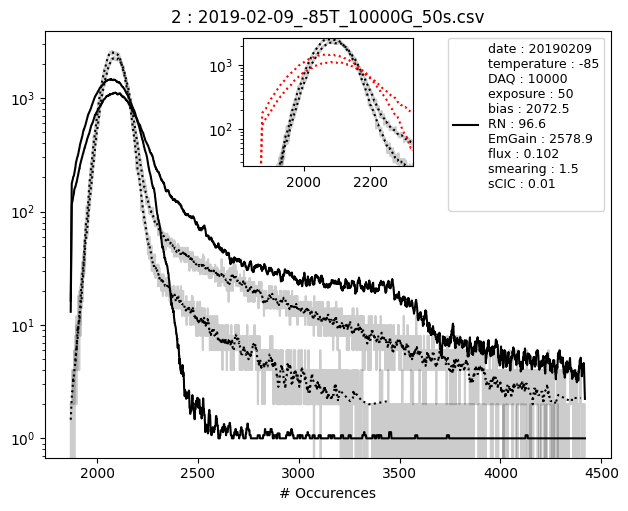 2 : 2019-02-09_-85T_10000G_50s.csv
date : 20190209
temperature : -85
DAQ : 10000
exposure : 50
bias : 2072.5
RN : 96.6
EmGain : 2578.9
flux : 0.102
smearing : 1.5
sCIC : 0.01
10³
10²
2000 2200
10³
10²
10¹
10⁰
2000 2500 3000 3500 4000 4500
# Occurences